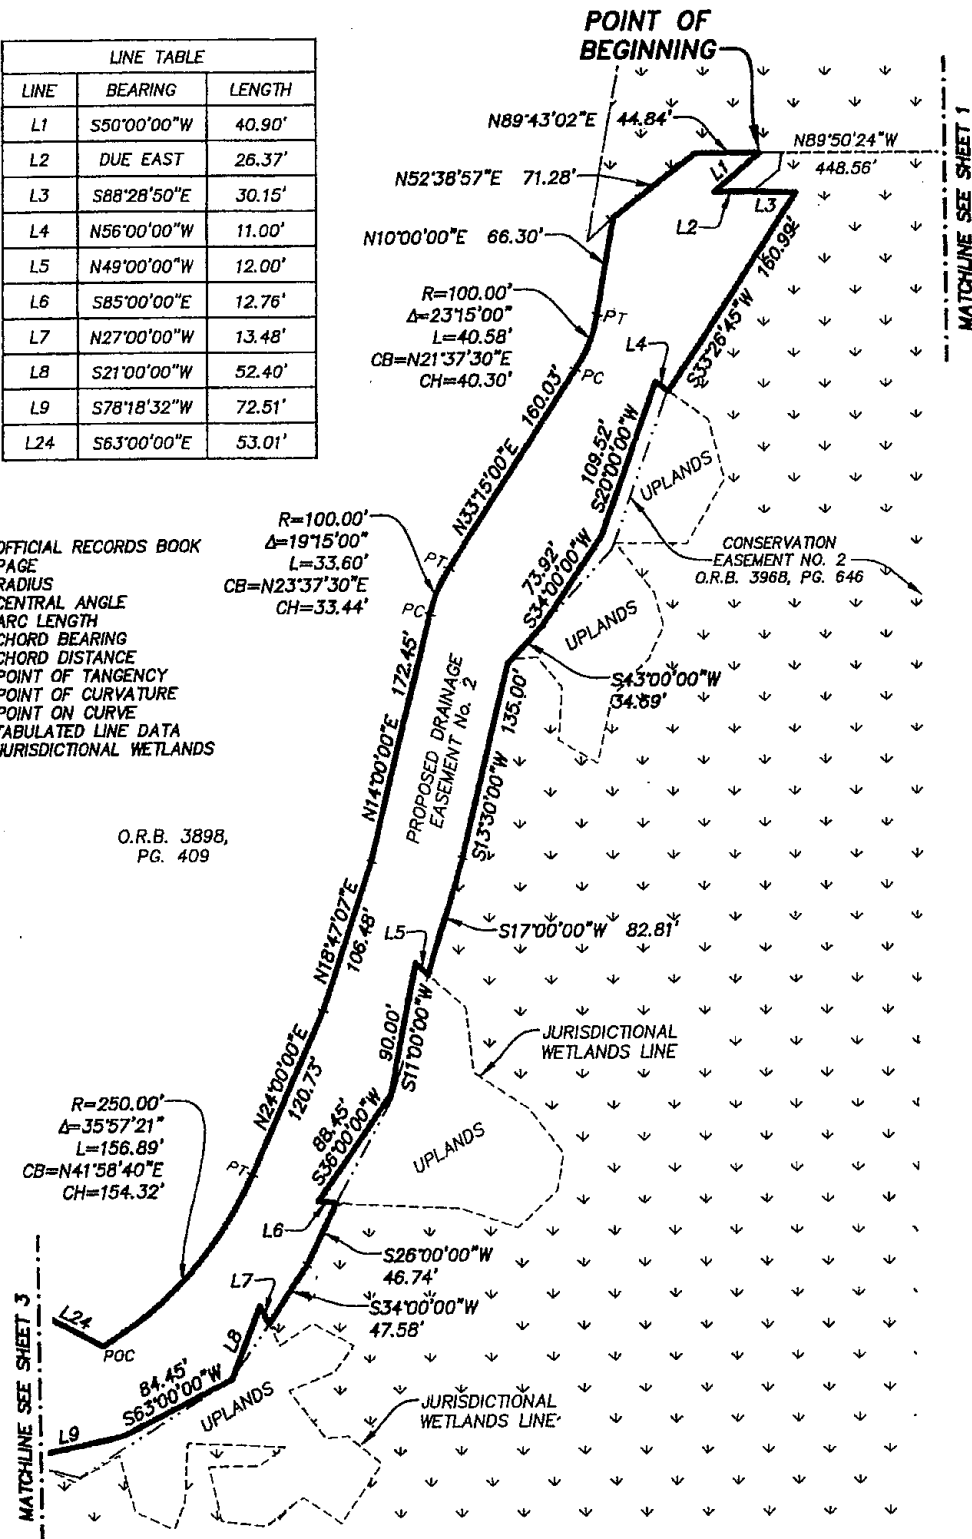 POINT OF
BEGINNING
LINE TABLE
LINE BEARING LENGTH
L1 S50°00'00"W 40.90'
L2 DUE EAST 26.37'
L3 S88°28'50"E 30.15'
L4 N56°00'00"W 11.00'
L5 N49°00'00"W 12.00'
L6 S85°00'00"E 12.76'
L7 N27°00'00"W 13.48'
L8 S21°00'00"W 52.40'
L9 S78°18'32"W 72.51'
L24 S63°00'00"E 53.01'
N89°43'02"E 44.84'
N89°50'24"W
448.56'
MATCHLINE SEE SHEET 1
N52°38'57"E 71.28'
L1
L2
L3
N10°00'00"E 66.30'
S33°26'45"W 160.99'
R=100.00'
Δ=23°15'00"
L=40.58'
CB=N21°37'30"E
CH=40.30'
PT
PC
L4
N33°15'00"E 160.03'
109.52'
S20°00'00"W
UPLANDS
OFFICIAL RECORDS BOOK
PAGE
RADIUS
CENTRAL ANGLE
ARC LENGTH
CHORD BEARING
CHORD DISTANCE
POINT OF TANGENCY
POINT OF CURVATURE
POINT ON CURVE
TABULATED LINE DATA
JURISDICTIONAL WETLANDS
R=100.00'
Δ=19°15'00"
L=33.60'
CB=N23°37'30"E
CH=33.44'
PT
PC
CONSERVATION
EASEMENT NO. 2
O.R.B. 3968, PG. 646
73.92'
S34°00'00"W
UPLANDS
S43°00'00"W
34.69'
N14°00'00"E 172.45'
PROPOSED DRAINAGE
EASEMENT No. 2
S13°30'00"W 135.00'
O.R.B. 3898,
PG. 409
N18°47'07"E
106.48'
L5
S17°00'00"W 82.81'
90.00'
S11°00'00"W
JURISDICTIONAL
WETLANDS LINE
N24°00'00"E
120.73'
R=250.00'
Δ=35°57'21"
L=156.89'
CB=N41°58'40"E
CH=154.32'
PT
88.45'
S36°00'00"W
UPLANDS
L6
S26°00'00"W
46.74'
L7
S34°00'00"W
47.58'
L24
POC
L8
84.45'
S63°00'00"W
UPLANDS
JURISDICTIONAL
WETLANDS LINE
L9
MATCHLINE SEE SHEET 3